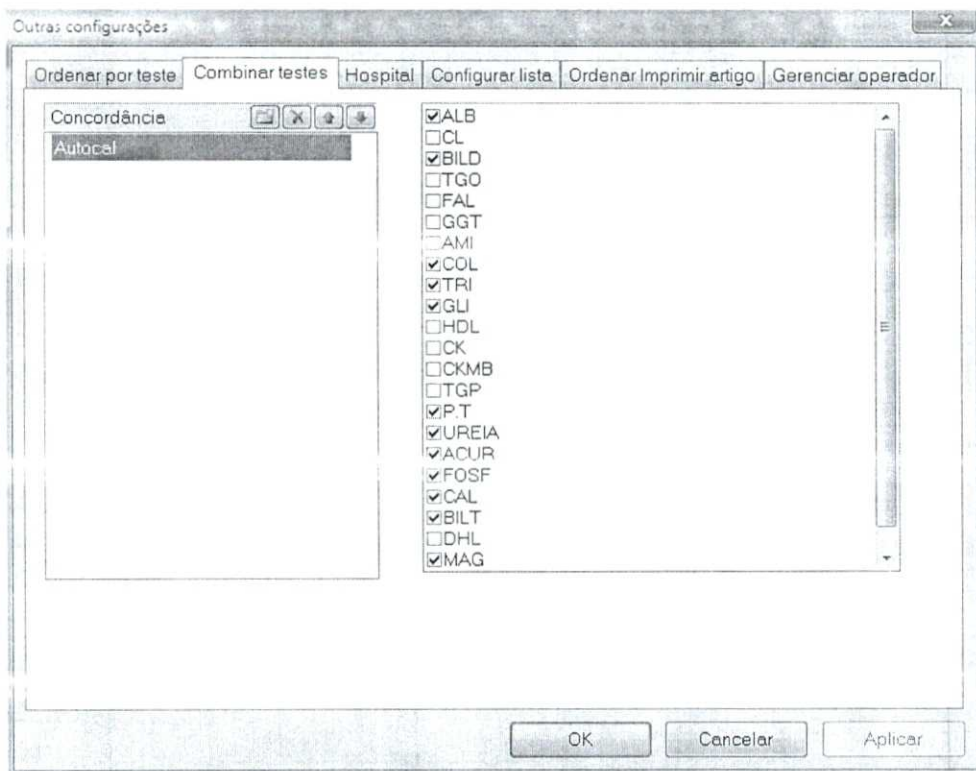 Outras configurações
Ordenar por teste Combinar testes Hospital Configurar lista Ordenar Imprimir artigo Gerenciar operador
Concordância
Autocal
ALB
CL
BILD
TGO
FAL
GGT
AMI
COL
TRI
GLI
HDL
CK
CKMB
TGP
P.T
UREIA
ACUR
FOSF
CAL
BILT
DHL
MAG
OK Cancelar Aplicar